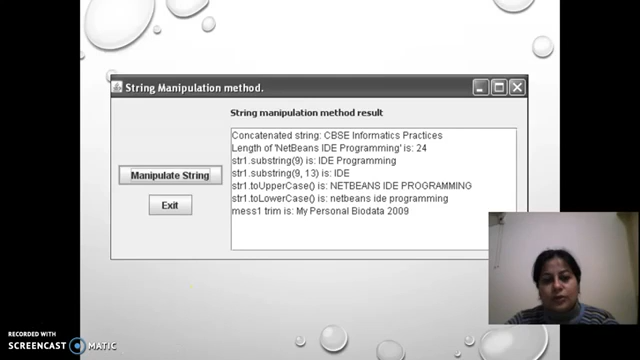 String Manipulation method.
String manipulation method result
Concatenated string: CBSE Informatics Practices
Length of 'NetBeans IDE Programming' is: 24
str1.substring(9) is: IDE Programming
str1.substring(9, 13) is: IDE
str1.toUpperCase() is: NETBEANS IDE PROGRAMMING
str1.toLowerCase() is: netbeans ide programming
mess1 trim is: My Personal Biodata 2009
Manipulate String
Exit
RECORDED WITH
SCREENCAST MATIC